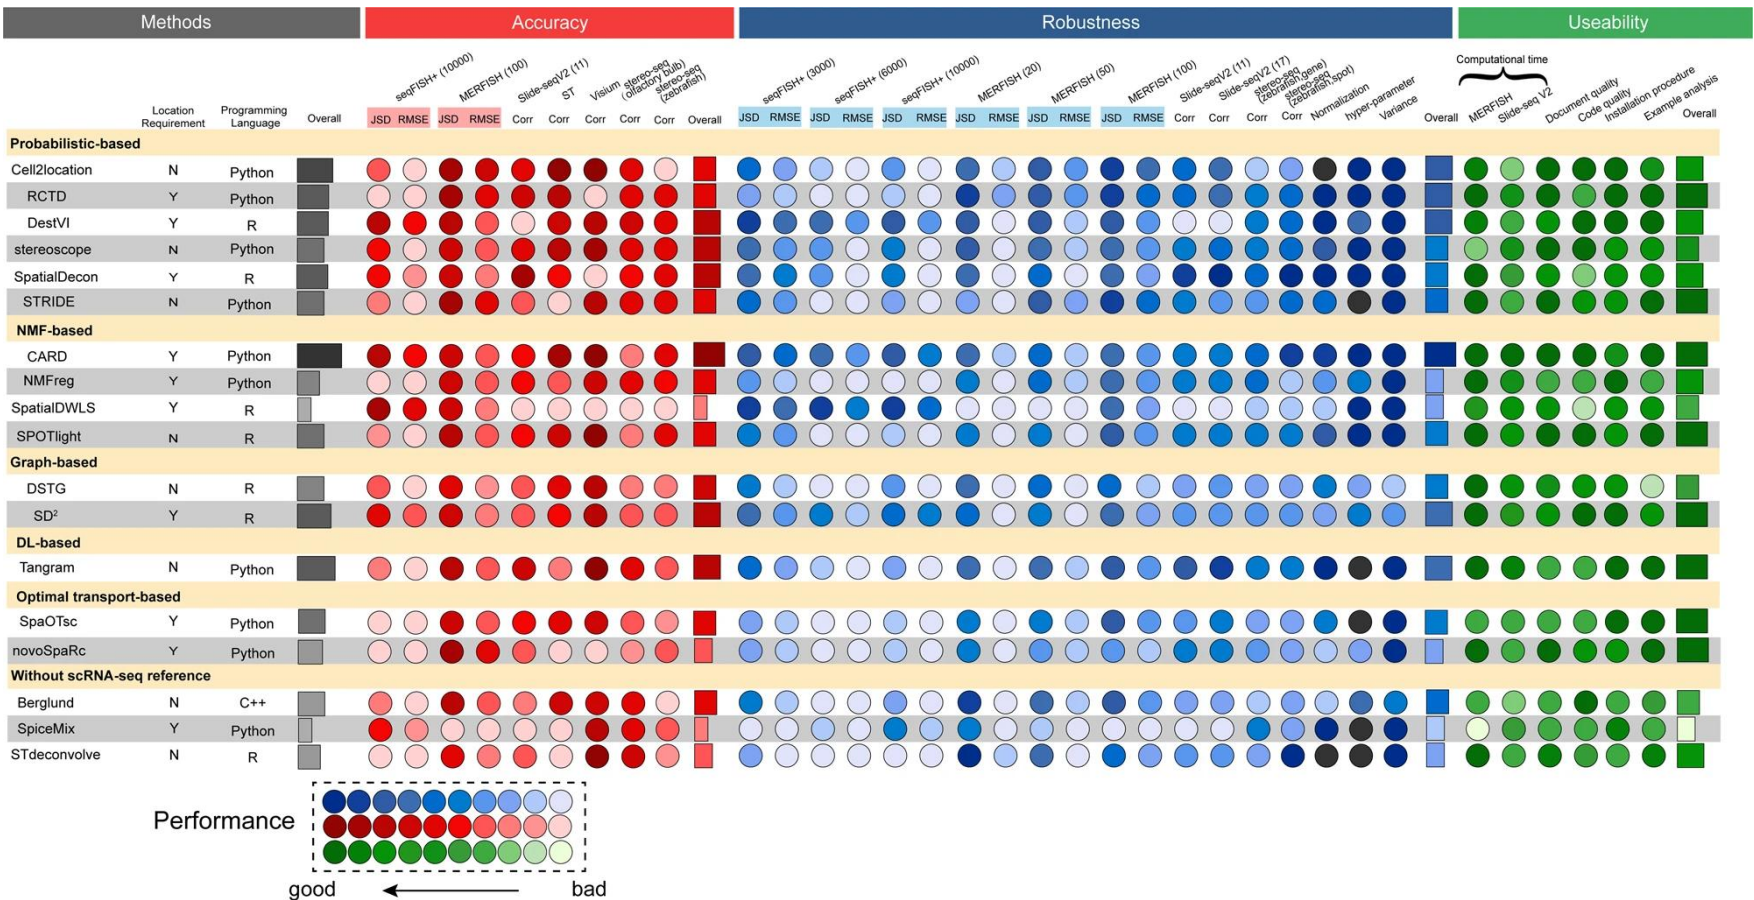 Methods Accuracy Robustness Useability
Computational time
seqFISH+ (10000) MERFISH (100) Slide-seqV2 (11) ST Visium stereo-seq (olfactory bulb) stereo-seq (zebrafish) seqFISH+ (3000) seqFISH+ (6000) seqFISH+ (10000) MERFISH (20) MERFISH (50) MERFISH (100) Slide-seqV2 (11) Slide-seqV2 (17) stereo-seq (zebrafish,gene) stereo-seq (zebrafish,spot) Normalization hyper-parameter Variance MERFISH Slide-seq V2 Document quality Code quality Installation procedure Example analysis
Location Requirement Programming Language Overall JSD RMSE JSD RMSE Corr Corr Corr Corr Corr Overall JSD RMSE JSD RMSE JSD RMSE JSD RMSE JSD RMSE JSD RMSE Corr Corr Corr Corr Overall Overall
Probabilistic-based
Cell2location N Python
RCTD Y Python
DestVI Y R
stereoscope N Python
SpatialDecon Y R
STRIDE N Python
NMF-based
CARD Y Python
NMFreg Y Python
SpatialDWLS Y R
SPOTlight N R
Graph-based
DSTG N R
SD² Y R
DL-based
Tangram N Python
Optimal transport-based
SpaOTsc Y Python
novoSpaRc Y Python
Without scRNA-seq reference
Berglund N C++
SpiceMix Y Python
STdeconvolve N R
Performance
good bad